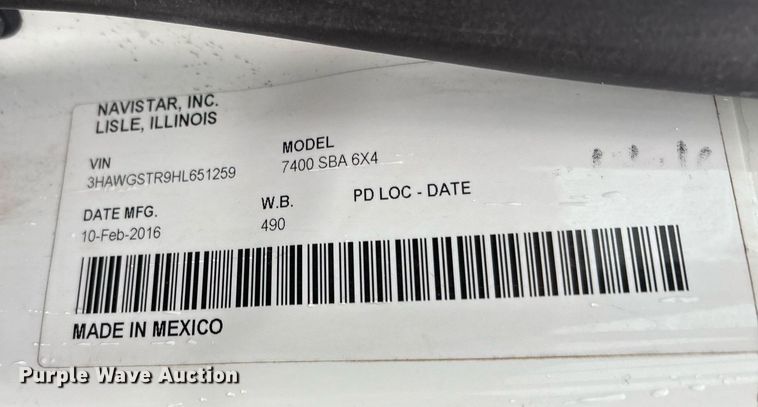 NAVISTAR, INC.
LISLE, ILLINOIS
VIN
3HAWGSTR9HL651259
MODEL
7400 SBA 6X4
DATE MFG.
10-Feb-2016
W.B.
490
PD LOC - DATE
MADE IN MEXICO
Purple Wave Auction